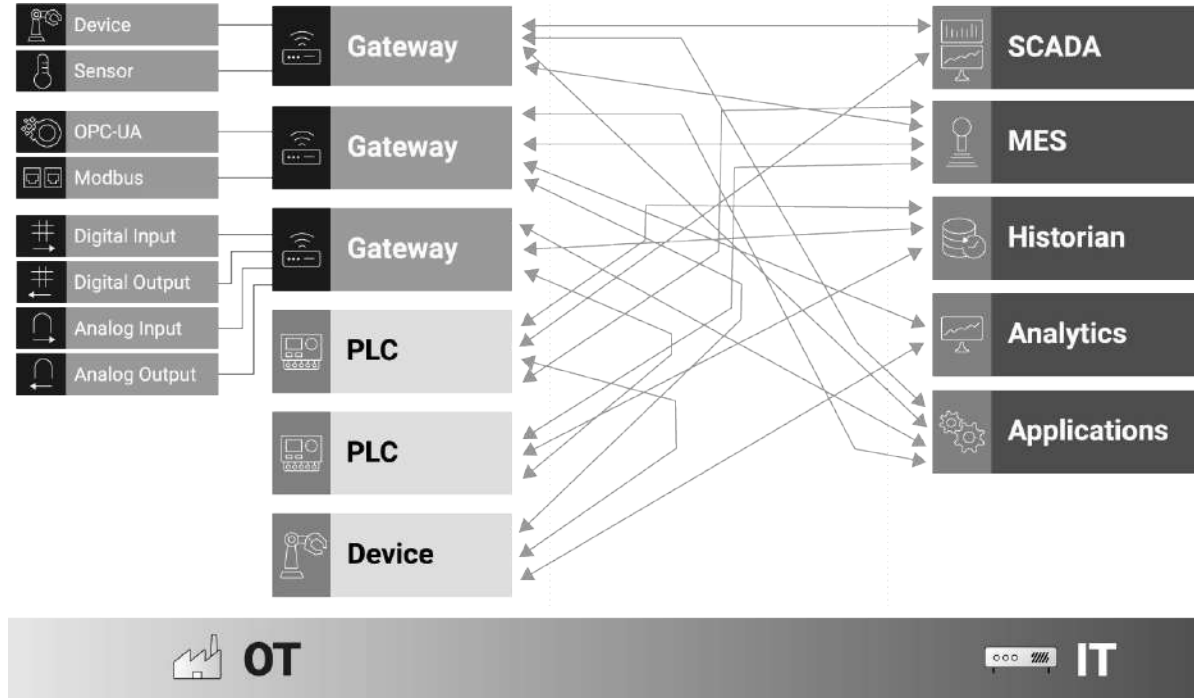 Device
Sensor
OPC-UA
Modbus
Digital Input
Digital Output
Analog Input
Analog Output
Gateway
Gateway
Gateway
PLC
PLC
Device
SCADA
MES
Historian
Analytics
Applications
OT
IT